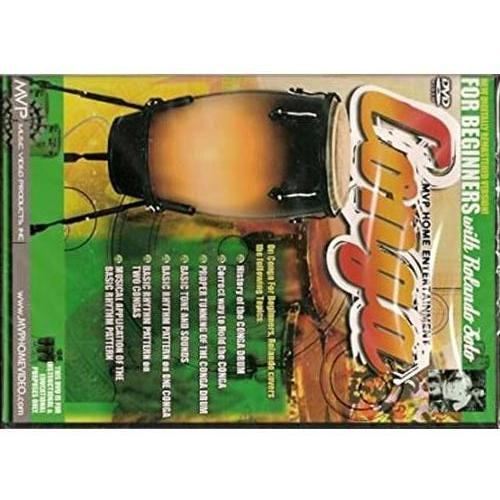 NEW DIGITALLY REMASTERED VERSION!
FOR BEGINNERS with Rolando Soto
DVD
MVP HOME ENTERTAINMENT
Conga
On Conga For Beginners, Rolando covers
the following Topics:
History of the CONGA DRUM
Correct way to Hold the CONGA
PROPER TUNNING OF THE CONGA DRUM
BASIC TONE AND SOUNDS
BASIC RHYTHM PATTERN on ONE CONGA
BASIC RHYTHM PATTERN on
TWO CONGAS
MUSICAL APPLICATION OF THE
BASIC RHYTHM PATTERN
MVP
MUSIC VIDEO PRODUCTS INC
www.MVPHOMEVIDEO.com
THIS DVD IS FOR
INSTRUCTIONAL &
EDUCATIONAL
PURPOSES ONLY.